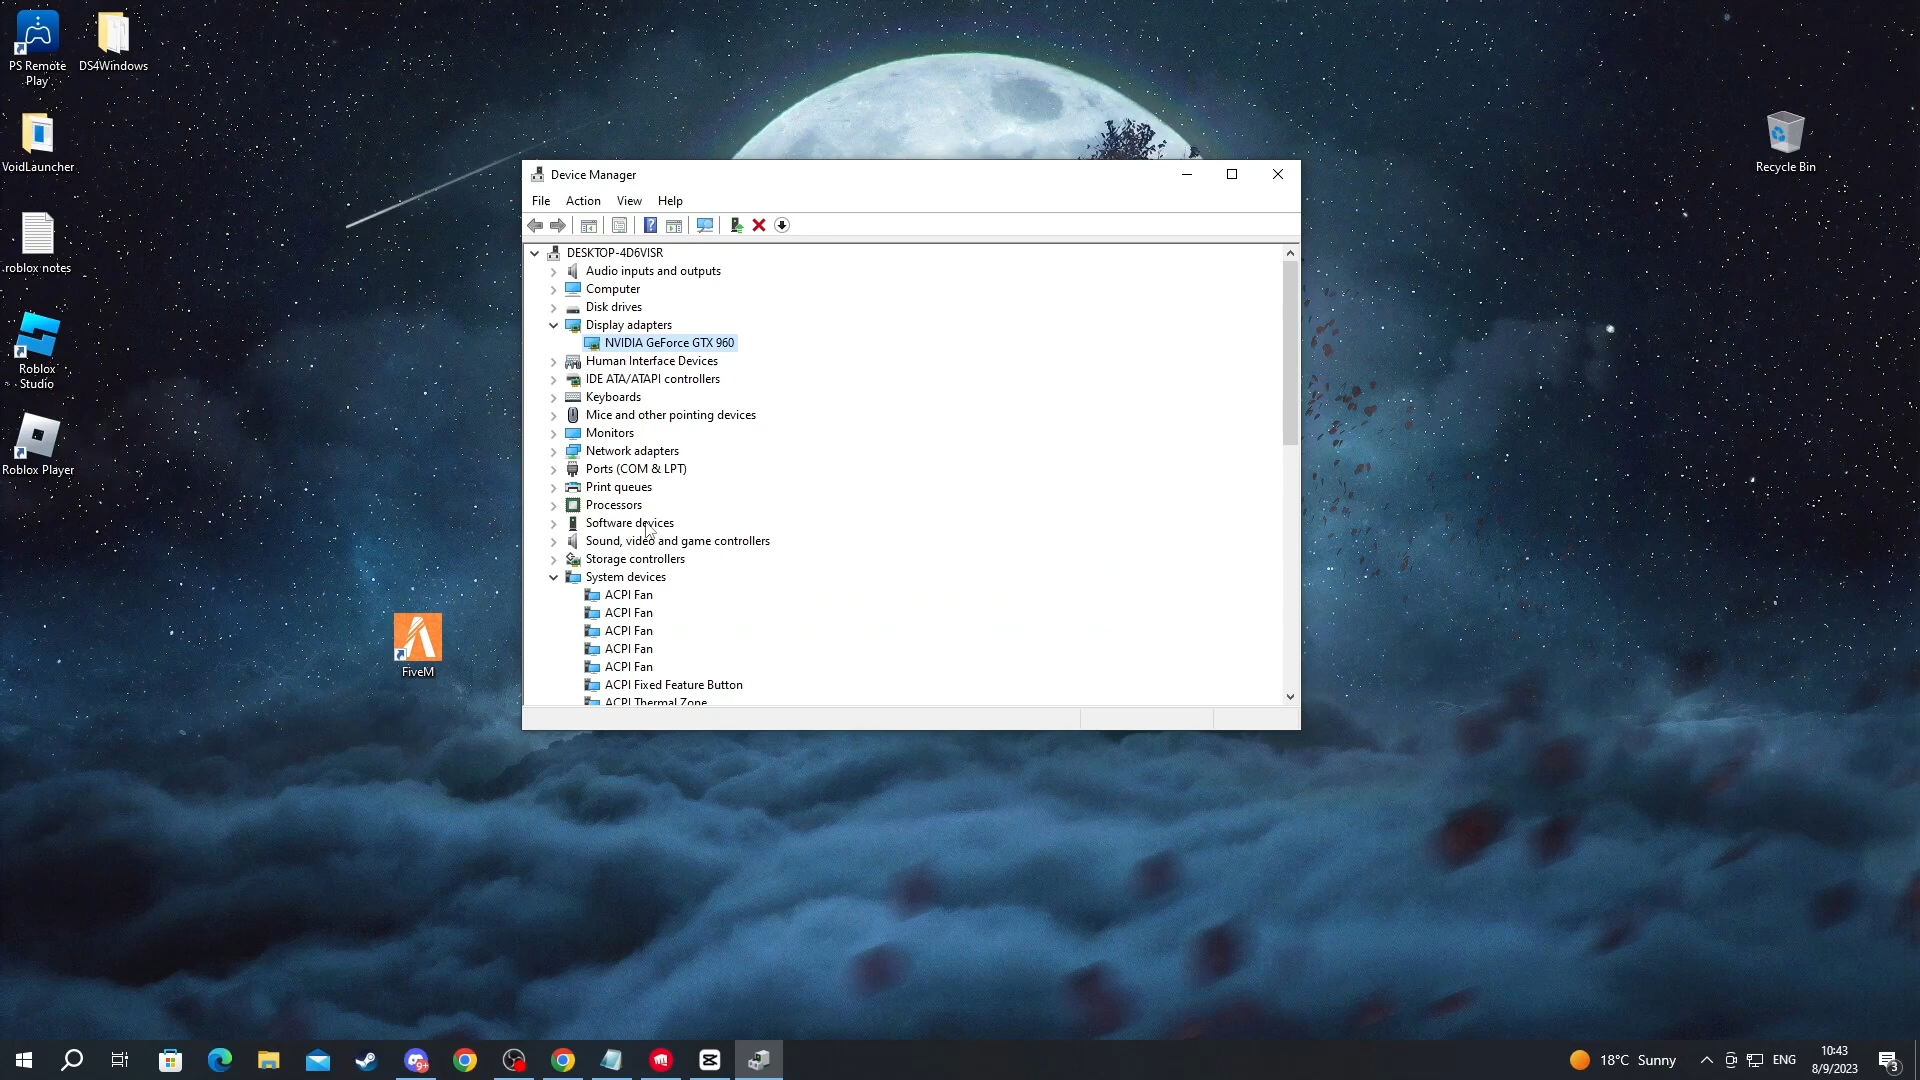 PS Remote
Play
DS4Windows
VoidLauncher
roblox notes
Roblox
Studio
Roblox Player
FiveM
Recycle Bin
Device Manager
File Action View Help
DESKTOP-4D6VISR
Audio inputs and outputs
Computer
Disk drives
Display adapters
NVIDIA GeForce GTX 960
Human Interface Devices
IDE ATA/ATAPI controllers
Keyboards
Mice and other pointing devices
Monitors
Network adapters
Ports (COM & LPT)
Print queues
Processors
Software devices
Sound, video and game controllers
Storage controllers
System devices
ACPI Fan
ACPI Fan
ACPI Fan
ACPI Fan
ACPI Fan
ACPI Fixed Feature Button
ACPI Thermal Zone
9+
18°C Sunny
ENG
10:43
8/9/2023
3